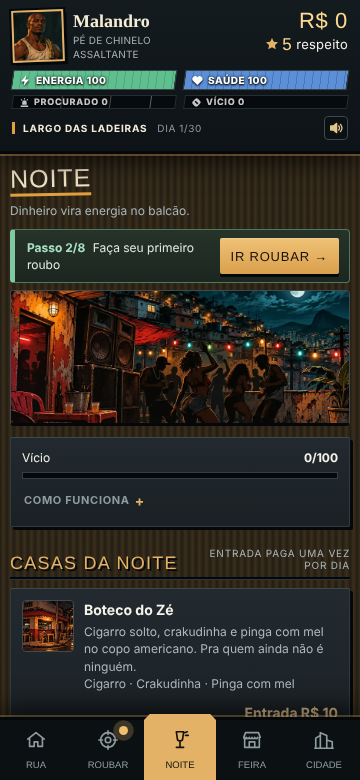 Malandro
PÉ DE CHINELO
ASSALTANTE
R$ 0
5 respeito
ENERGIA 100
SAÚDE 100
PROCURADO 0
VÍCIO 0
LARGO DAS LADEIRAS DIA 1/30
NOITE
Dinheiro vira energia no balcão.
Passo 2/8 Faça seu primeiro
roubo
IR ROUBAR →
Vício 0/100
COMO FUNCIONA +
CASAS DA NOITE
ENTRADA PAGA UMA VEZ
POR DIA
Boteco do Zé
Cigarro solto, crakudinha e pinga com mel
no copo americano. Pra quem ainda não é
ninguém.
Cigarro · Crakudinha · Pinga com mel
Entrada R$ 10
RUA
ROUBAR
NOITE
FEIRA
CIDADE